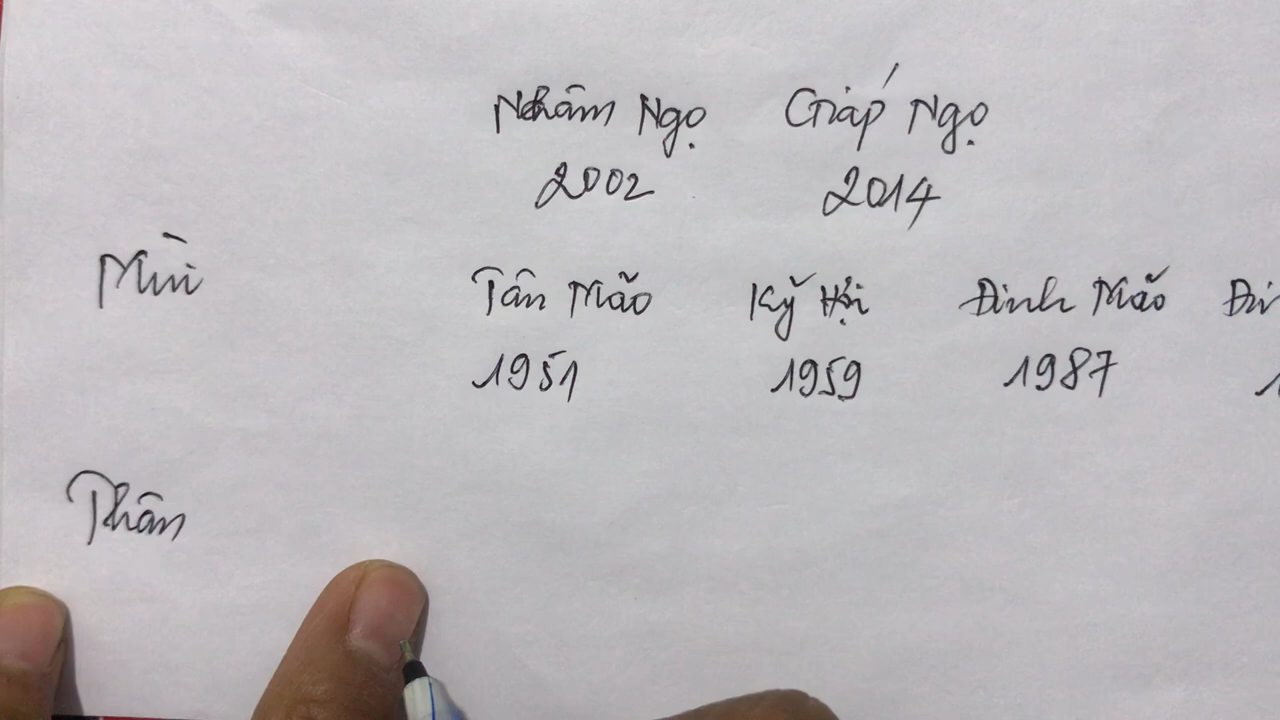 Nhâm Ngọ Giáp Ngọ
2002 2014
Mùi Tân Mão Kỷ Hợi Đinh Mão
1951 1959 1987
Thân